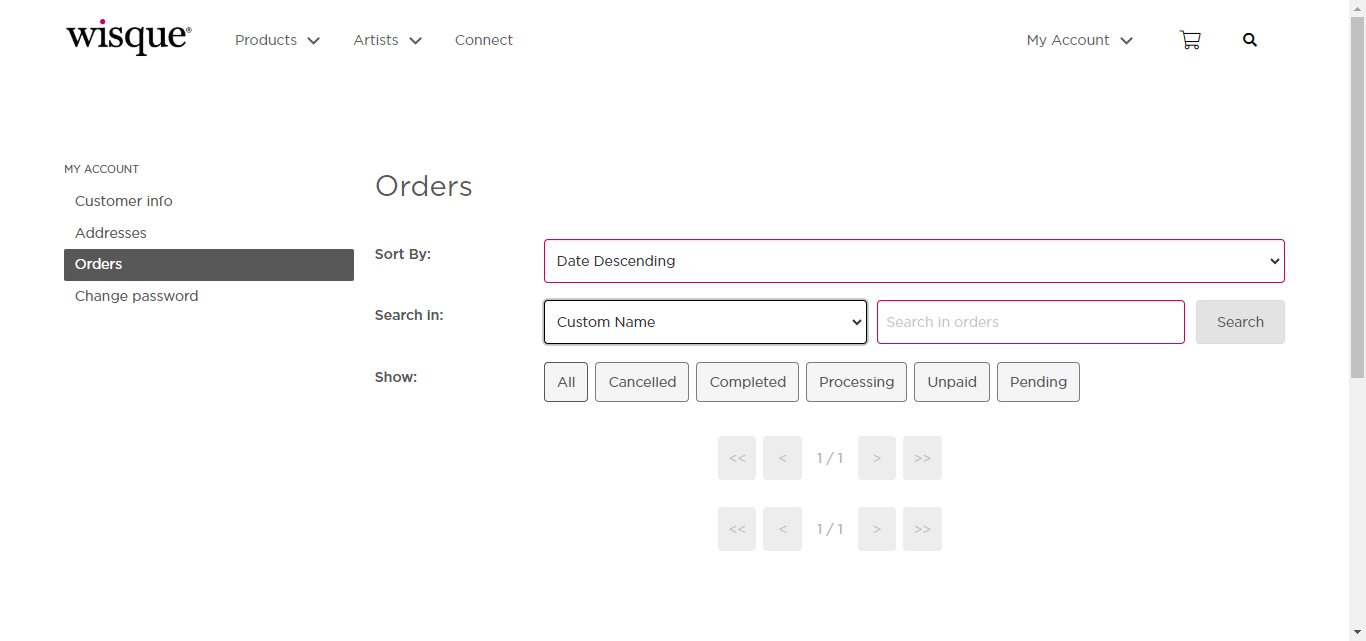 wisque®
Products
Artists
Connect
My Account
MY ACCOUNT
Customer info
Addresses
Orders
Change password
Orders
Sort By:
Date Descending
Search in:
Custom Name
Search in orders
Search
Show:
All
Cancelled
Completed
Processing
Unpaid
Pending
<< < 1 / 1 > >>
<< < 1 / 1 > >>